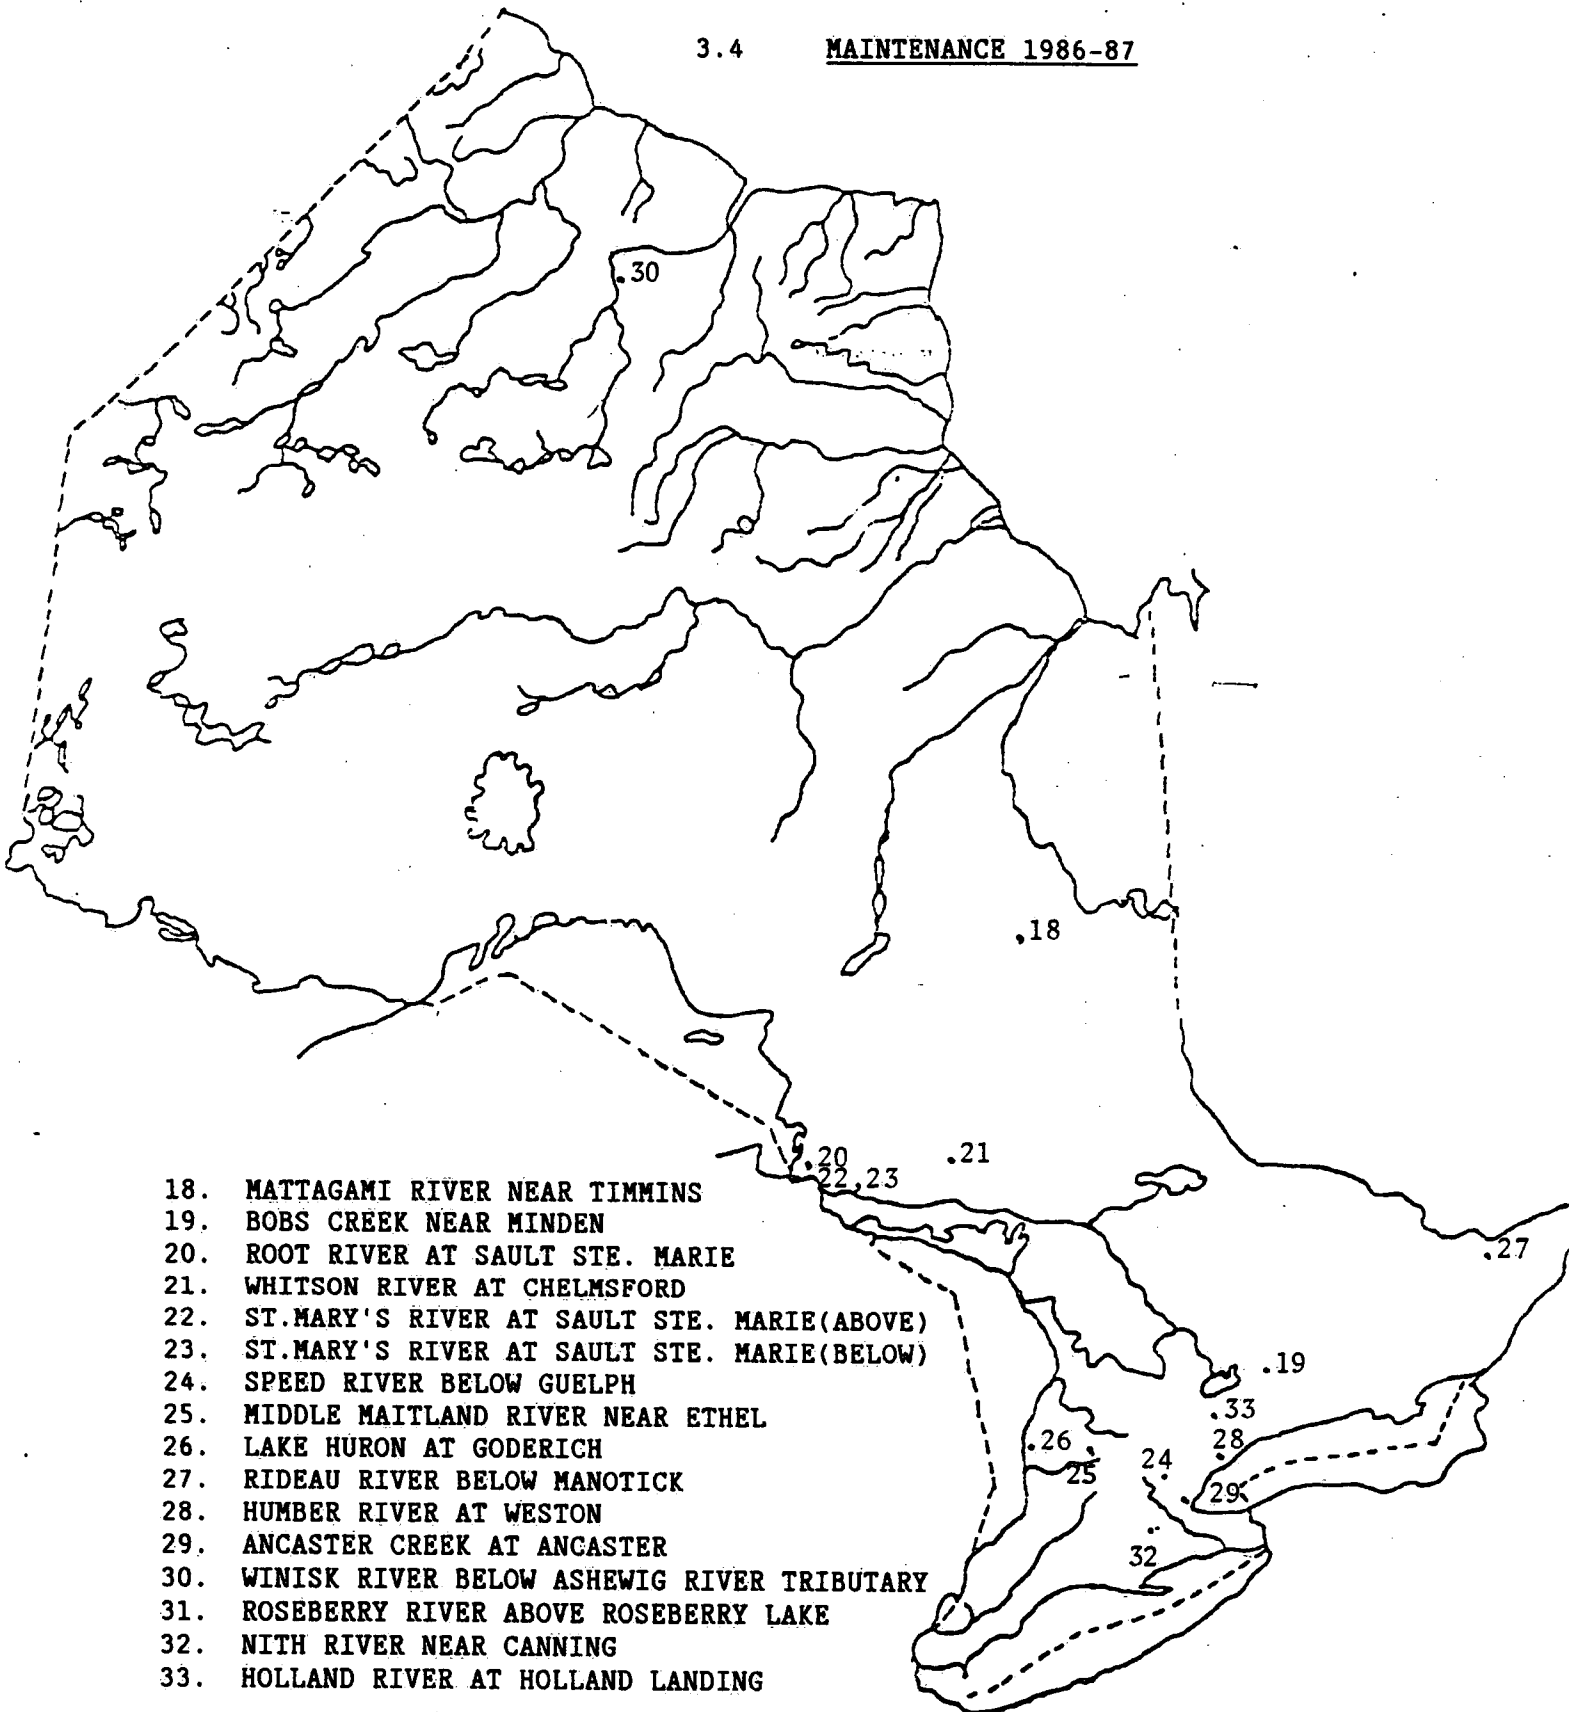 3.4 MAINTENANCE 1986-87
.30
.18
.20
.21
22 .23
.27
.19
.33
.26
28
25
24
29
32
18. MATTAGAMI RIVER NEAR TIMMINS
19. BOBS CREEK NEAR MINDEN
20. ROOT RIVER AT SAULT STE. MARIE
21. WHITSON RIVER AT CHELMSFORD
22. ST.MARY'S RIVER AT SAULT STE. MARIE(ABOVE)
23. ST.MARY'S RIVER AT SAULT STE. MARIE(BELOW)
24. SPEED RIVER BELOW GUELPH
25. MIDDLE MAITLAND RIVER NEAR ETHEL
26. LAKE HURON AT GODERICH
27. RIDEAU RIVER BELOW MANOTICK
28. HUMBER RIVER AT WESTON
29. ANCASTER CREEK AT ANCASTER
30. WINISK RIVER BELOW ASHEWIG RIVER TRIBUTARY
31. ROSEBERRY RIVER ABOVE ROSEBERRY LAKE
32. NITH RIVER NEAR CANNING
33. HOLLAND RIVER AT HOLLAND LANDING